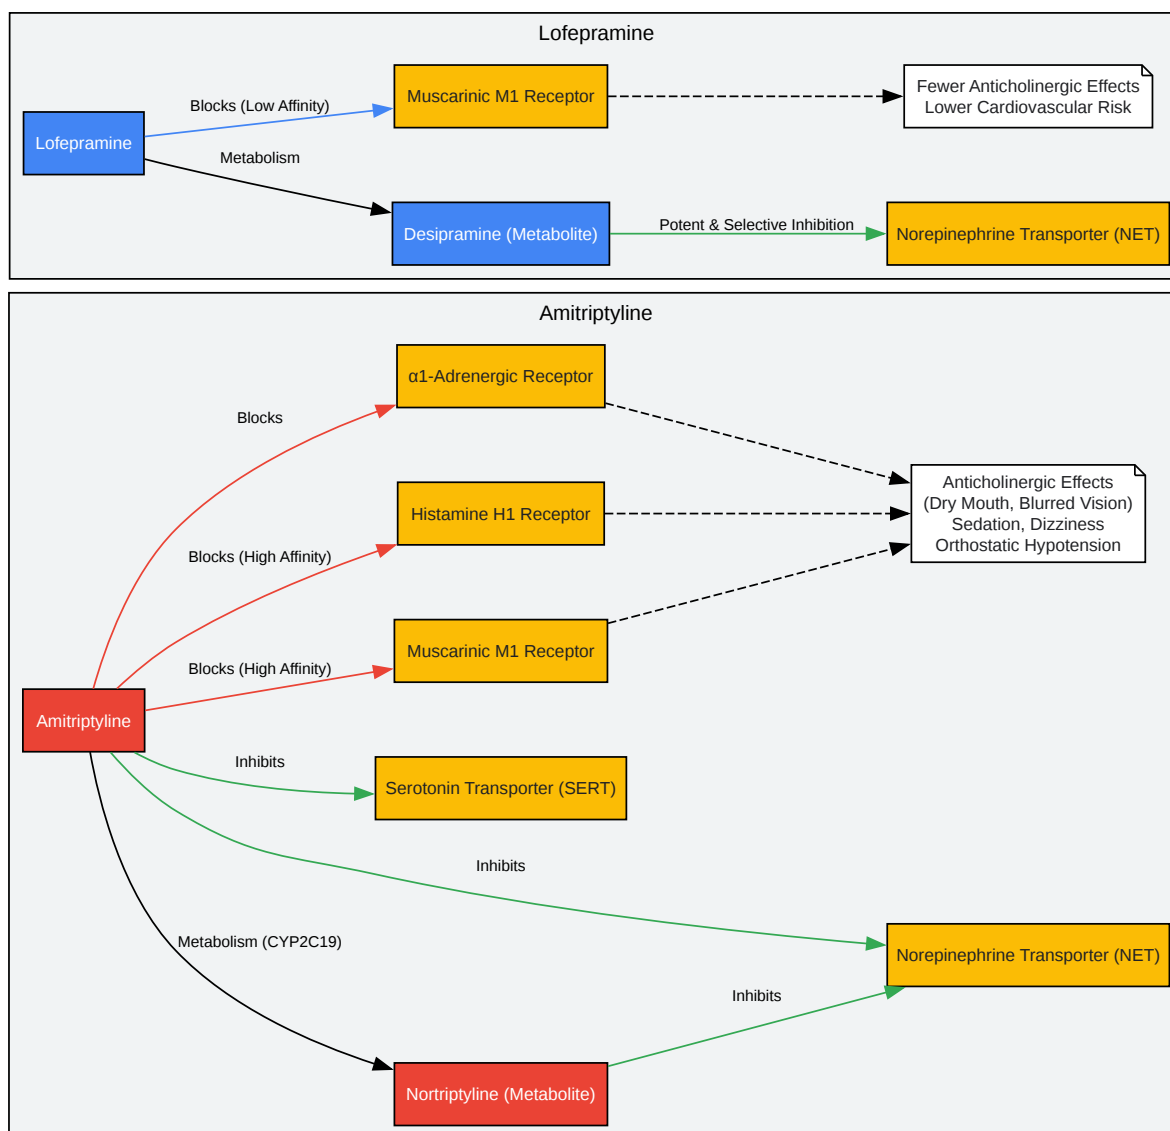 Lofepramine
Muscarinic M1 Receptor
Fewer Anticholinergic Effects
Lower Cardiovascular Risk
Blocks (Low Affinity)
Lofepramine
Metabolism
Desipramine (Metabolite)
Potent & Selective Inhibition
Norepinephrine Transporter (NET)
Amitriptyline
α1-Adrenergic Receptor
Blocks
Anticholinergic Effects
(Dry Mouth, Blurred Vision)
Sedation, Dizziness
Orthostatic Hypotension
Histamine H1 Receptor
Blocks (High Affinity)
Muscarinic M1 Receptor
Blocks (High Affinity)
Amitriptyline
Inhibits
Serotonin Transporter (SERT)
Inhibits
Metabolism (CYP2C19)
Norepinephrine Transporter (NET)
Inhibits
Nortriptyline (Metabolite)